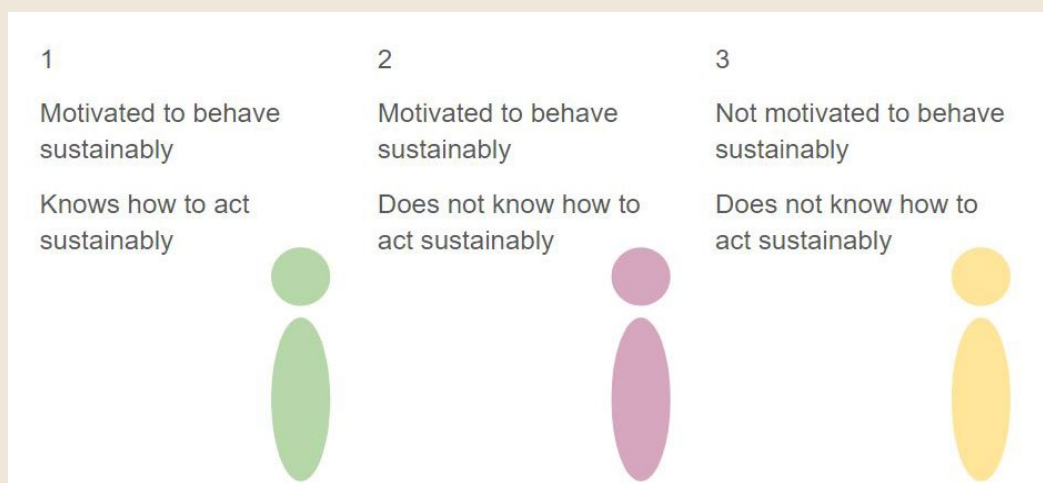 1
Motivated to behave
sustainably
Knows how to act
sustainably
2
Motivated to behave
sustainably
Does not know how to
act sustainably
3
Not motivated to behave
sustainably
Does not know how to
act sustainably